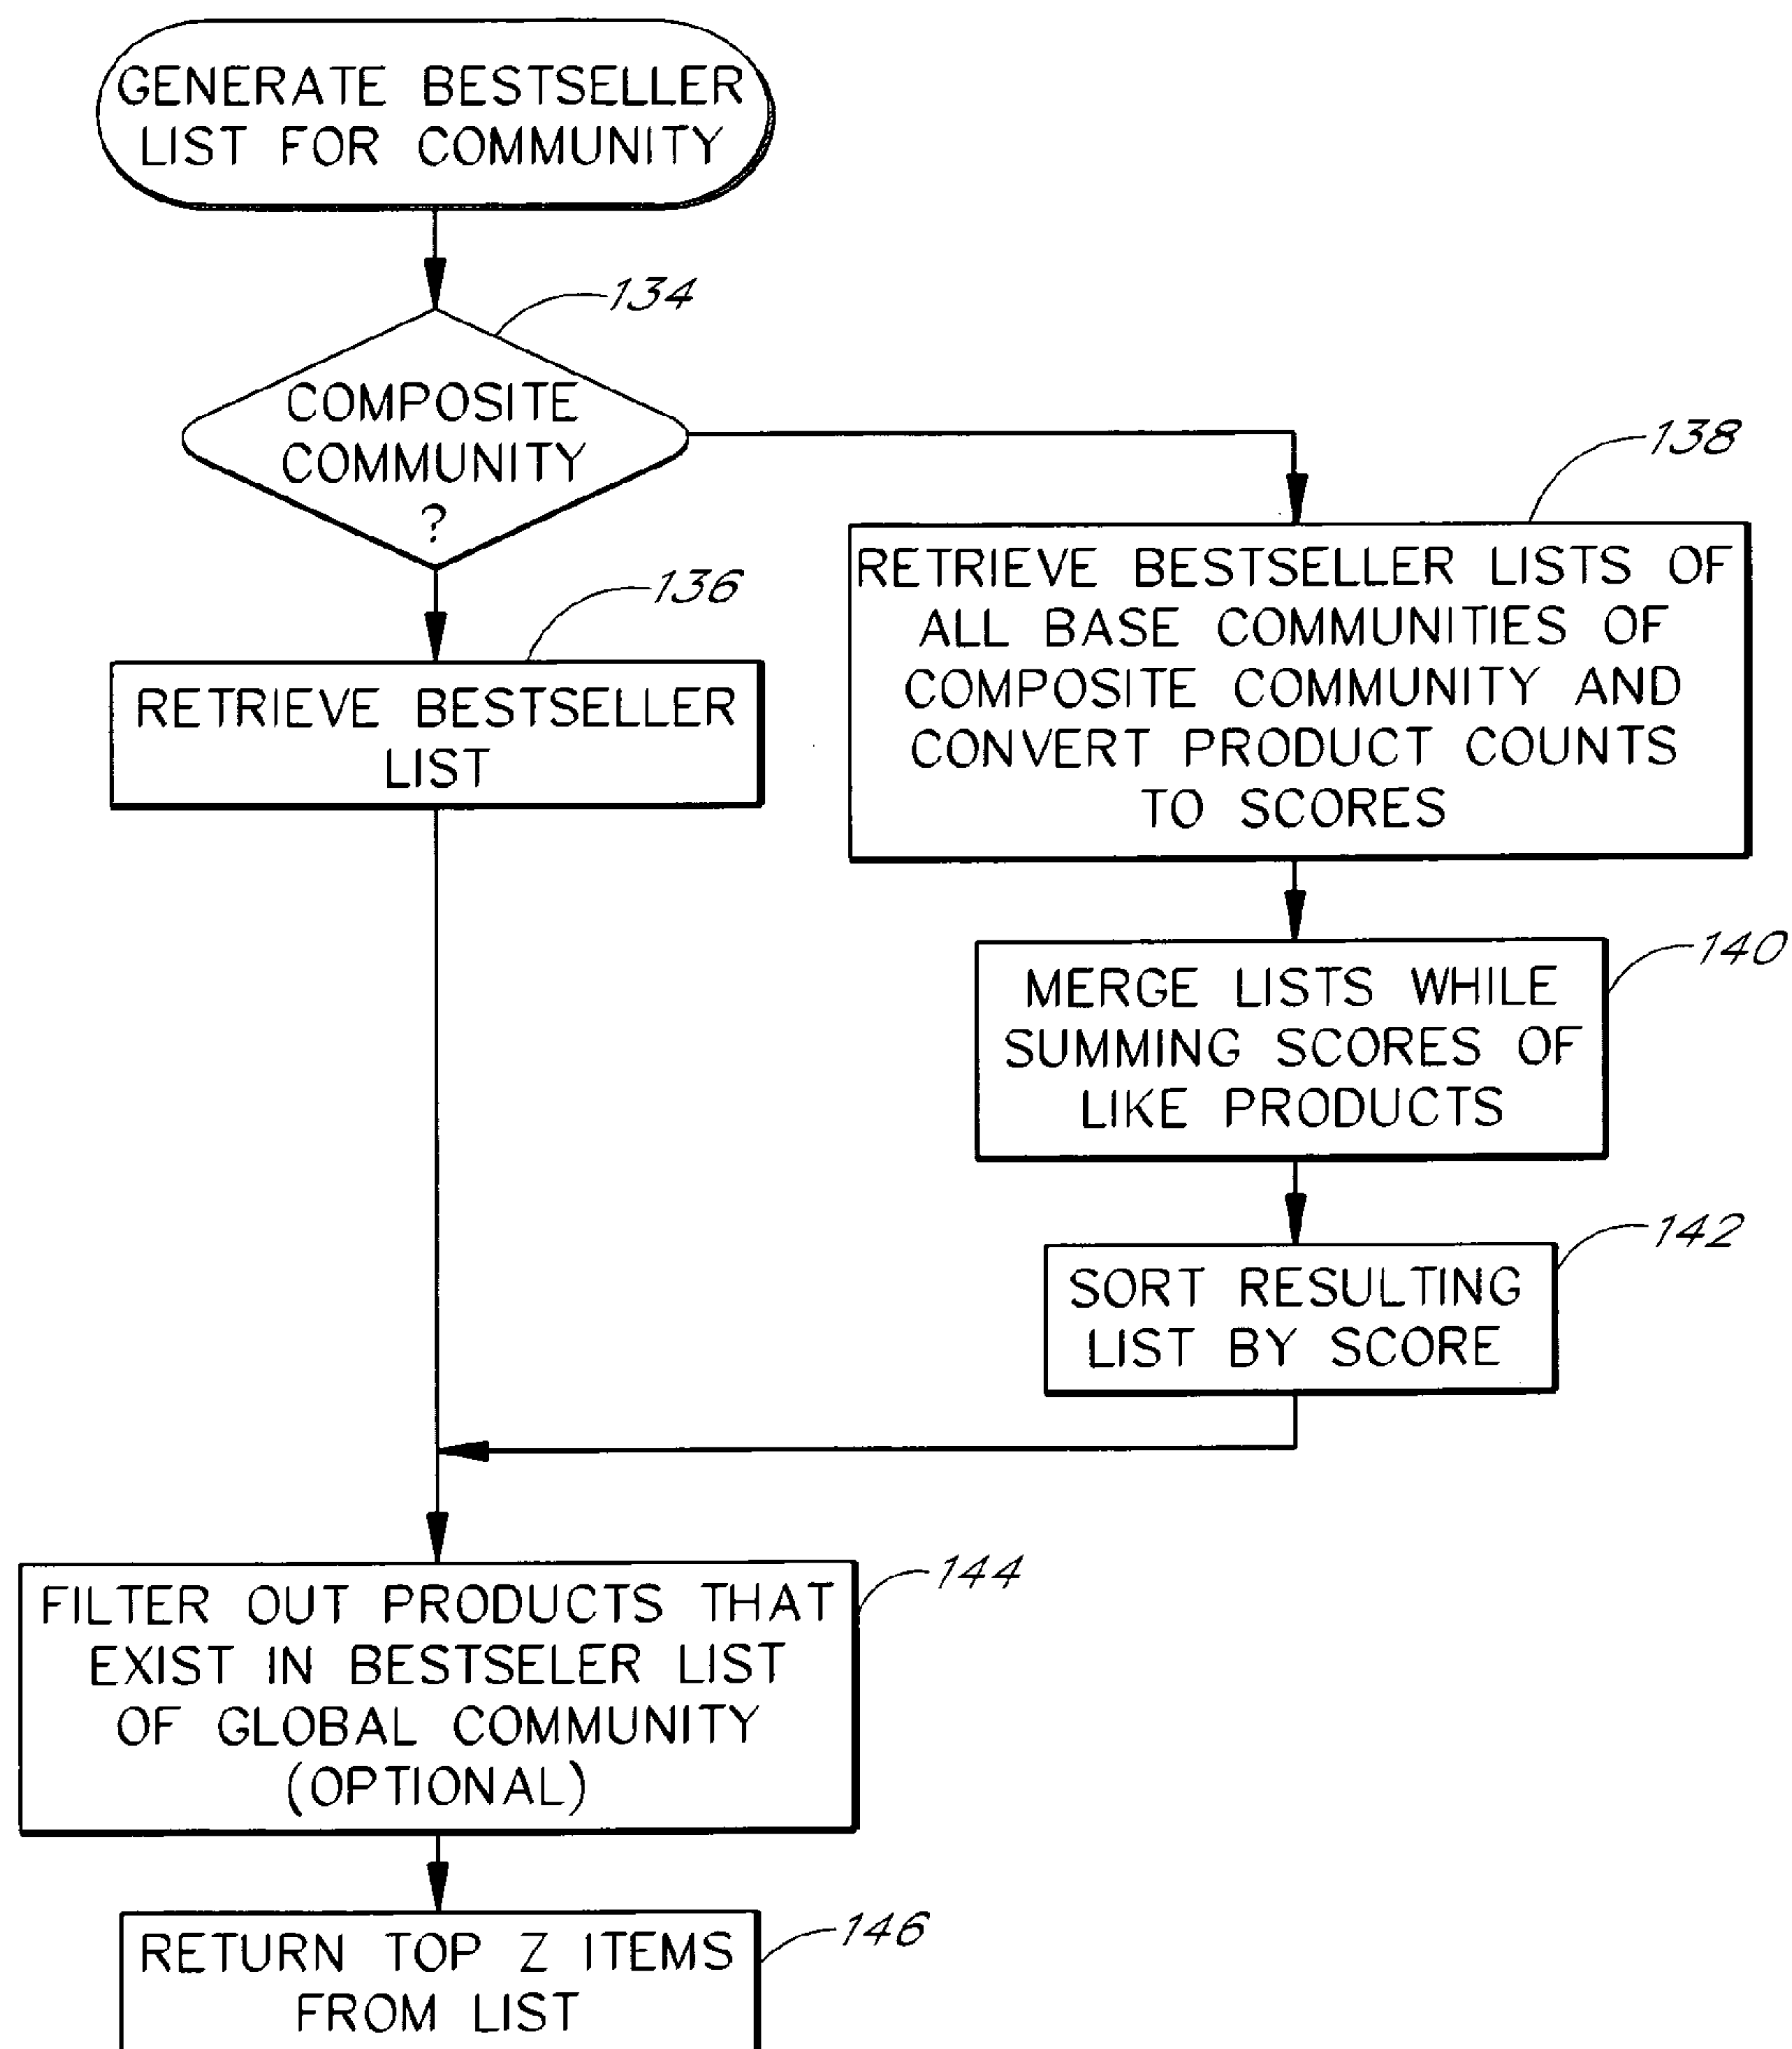 GENERATE BESTSELLER
LIST FOR COMMUNITY
134
COMPOSITE
COMMUNITY
?
136
RETRIEVE BESTSELLER
LIST
138
RETRIEVE BESTSELLER LISTS OF
ALL BASE COMMUNITIES OF
COMPOSITE COMMUNITY AND
CONVERT PRODUCT COUNTS
TO SCORES
140
MERGE LISTS WHILE
SUMMING SCORES OF
LIKE PRODUCTS
142
SORT RESULTING
LIST BY SCORE
144
FILTER OUT PRODUCTS THAT
EXIST IN BESTSELER LIST
OF GLOBAL COMMUNITY
(OPTIONAL)
146
RETURN TOP Z ITEMS
FROM LIST